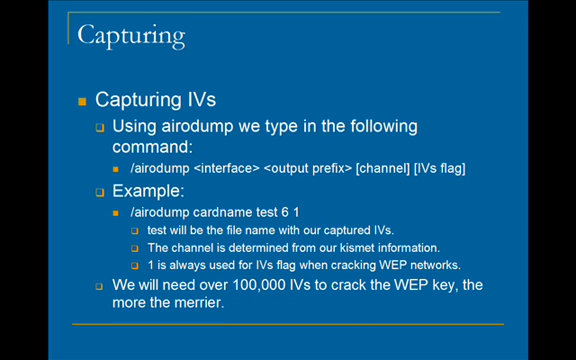 Capturing
Capturing IVs
Using airodump we type in the following
command:
/airodump <interface> <output prefix> [channel] [IVs flag]
Example:
/airodump cardname test 6 1
test will be the file name with our captured IVs.
The channel is determined from our kismet information.
1 is always used for IVs flag when cracking WEP networks.
We will need over 100,000 IVs to crack the WEP key, the
more the merrier.